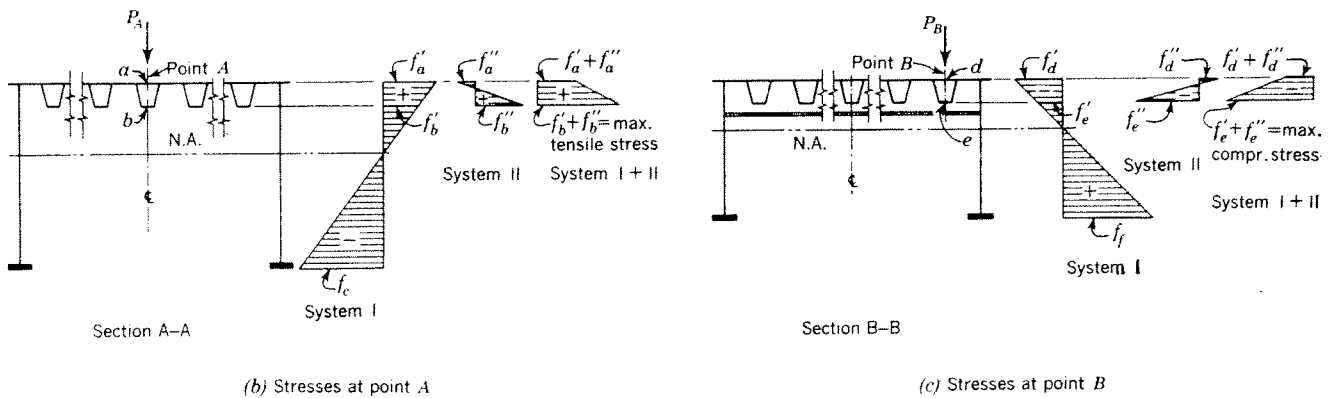 P_A
a
Point A
b
N.A.
℄
Section A–A
f'_a
+
f'_b
−
f_c
System I
f''_a
+
f''_b
System II
f'_a + f''_a
+
f'_b + f''_b = max.
tensile stress
System I + II
(b) Stresses at point A
P_B
Point B
d
e
N.A.
℄
Section B–B
f'_d
−
f'_e
+
f_f
System I
f''_d
f''_e
System II
f'_d + f''_d
−
f'_e + f''_e = max.
compr. stress
System I + II
(c) Stresses at point B